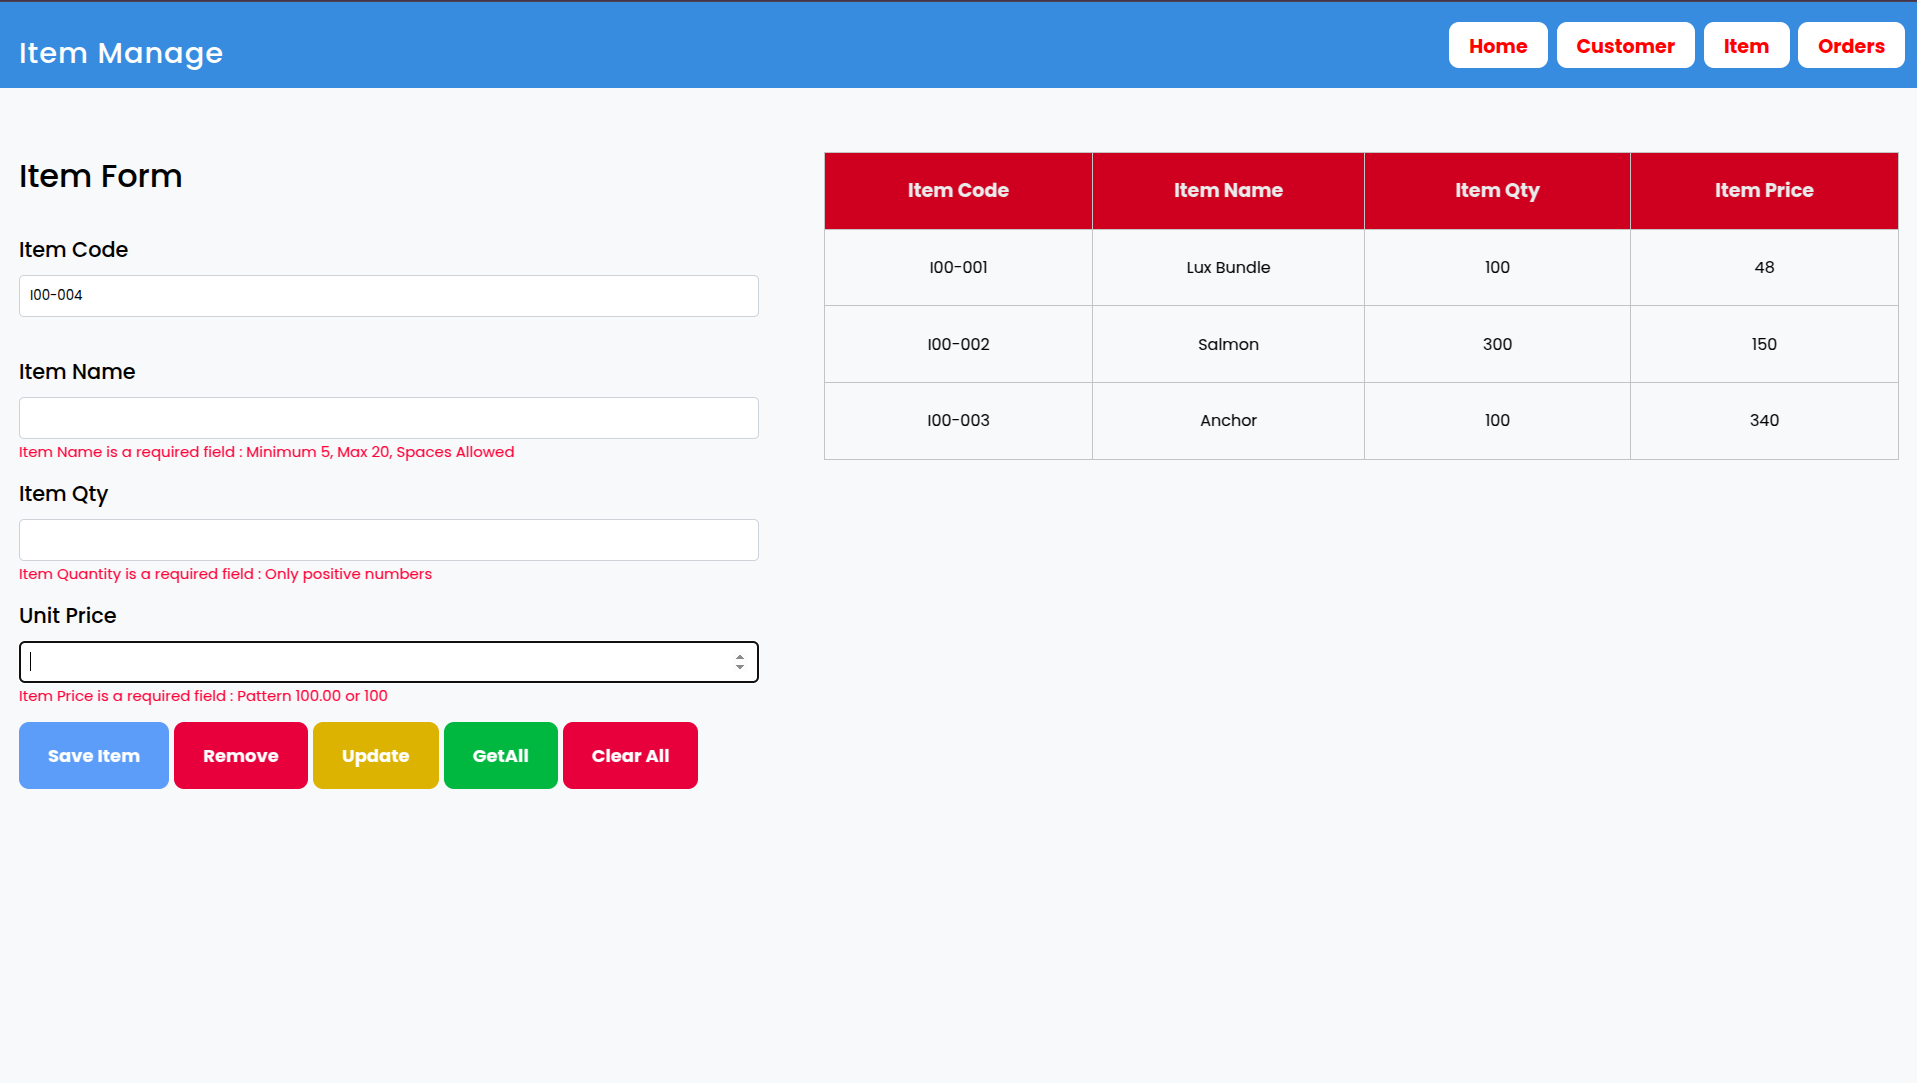 Item Manage
Home Customer Item Orders
Item Form
Item Code
I00-004
Item Name
Item Name is a required field : Minimum 5, Max 20, Spaces Allowed
Item Qty
Item Quantity is a required field : Only positive numbers
Unit Price
Item Price is a required field : Pattern 100.00 or 100
Save Item Remove Update GetAll Clear All
Item Code Item Name Item Qty Item Price
I00-001 Lux Bundle 100 48
I00-002 Salmon 300 150
I00-003 Anchor 100 340